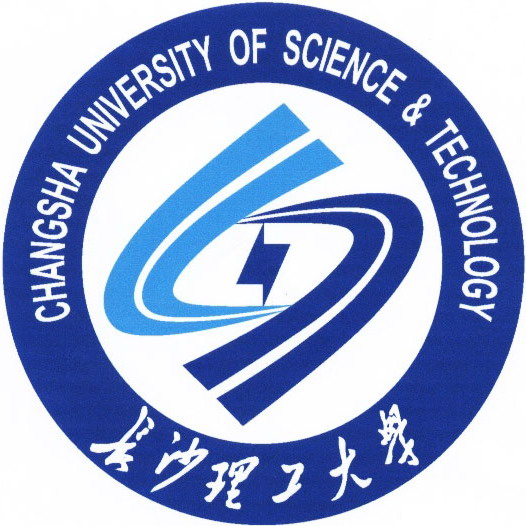 CHANGSHA UNIVERSITY OF SCIENCE & TECHNOLOGY
长沙理工大学